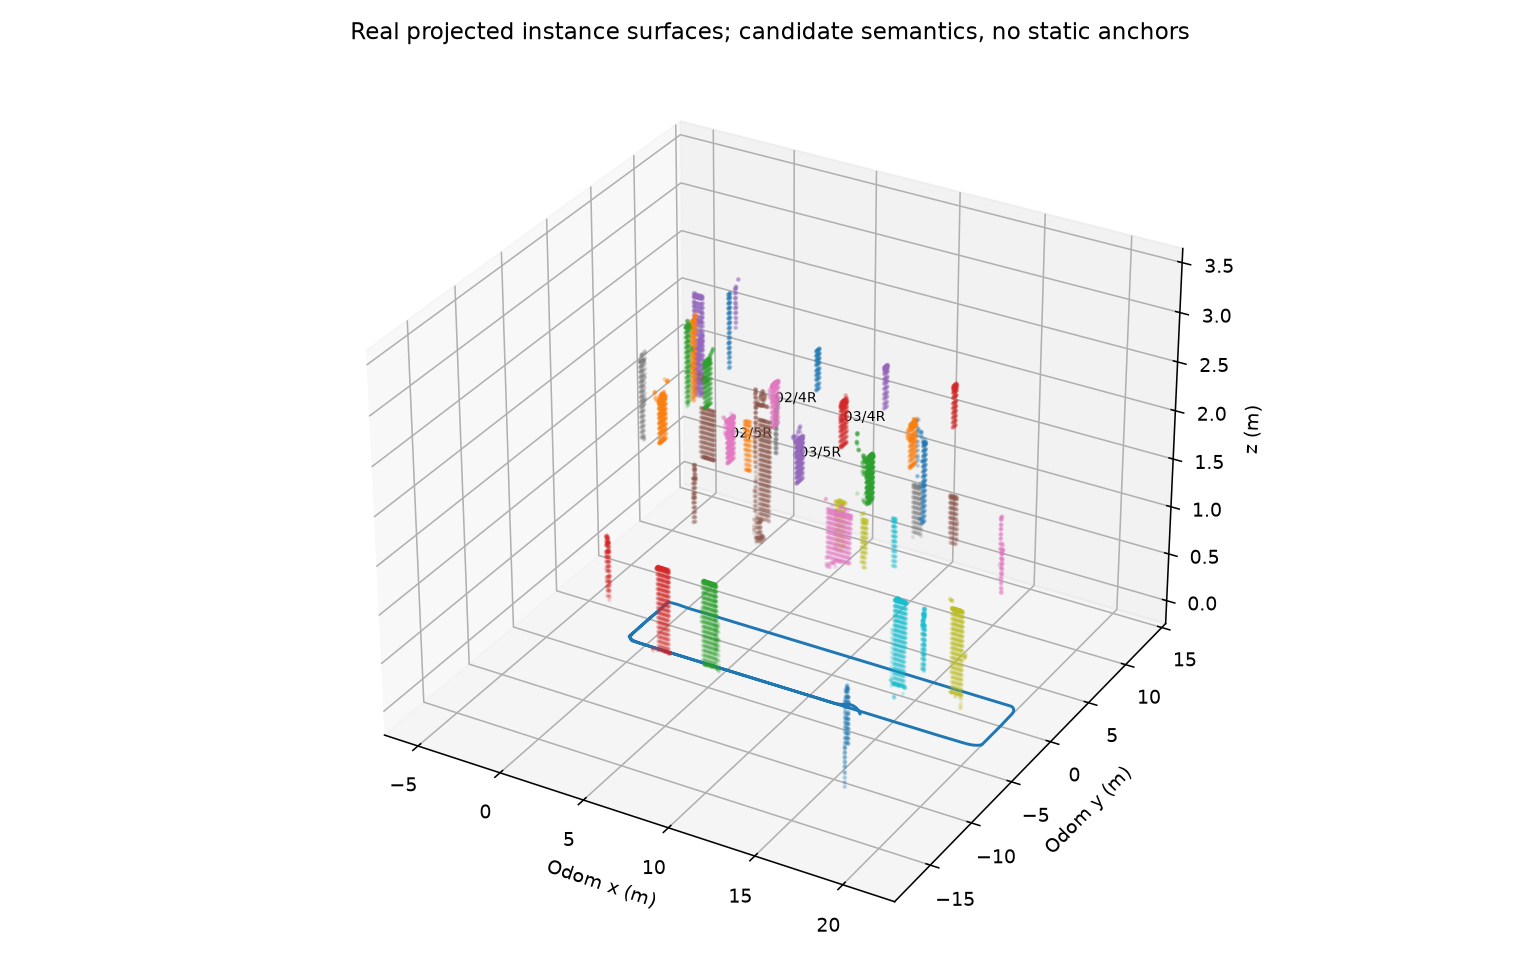 Real projected instance surfaces; candidate semantics, no static anchors
02/4R
03/4R
02/5R
03/5R
3.5
3.0
2.5
2.0
1.5
1.0
0.5
0.0
z (m)
−5
0
5
10
15
20
Odom x (m)
15
10
5
0
−5
−10
−15
Odom y (m)